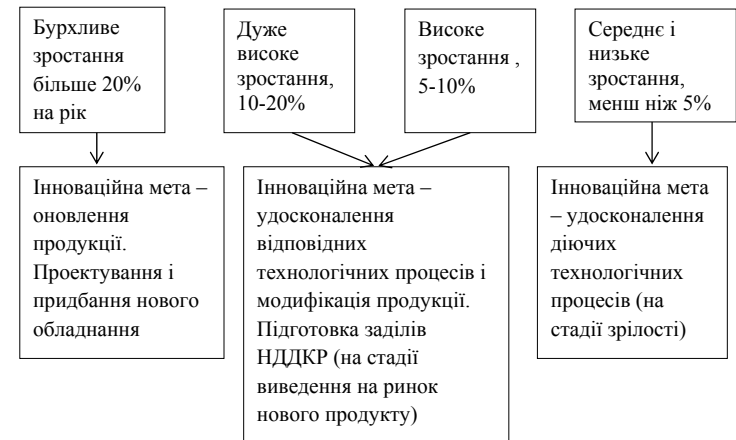 Бурхливе
зростання
більше 20%
на рік
Дуже
високе
зростання,
10-20%
Високе
зростання ,
5-10%
Середнє і
низьке
зростання,
менш ніж 5%
Інноваційна мета –
оновлення
продукції.
Проектування і
придбання нового
обладнання
Інноваційна мета –
удосконалення
відповідних
технологічних процесів і
модифікація продукції.
Підготовка заділів
НДДКР (на стадії
виведення на ринок
нового продукту)
Інноваційна мета
– удосконалення
діючих
технологічних
процесів (на
стадії зрілості)